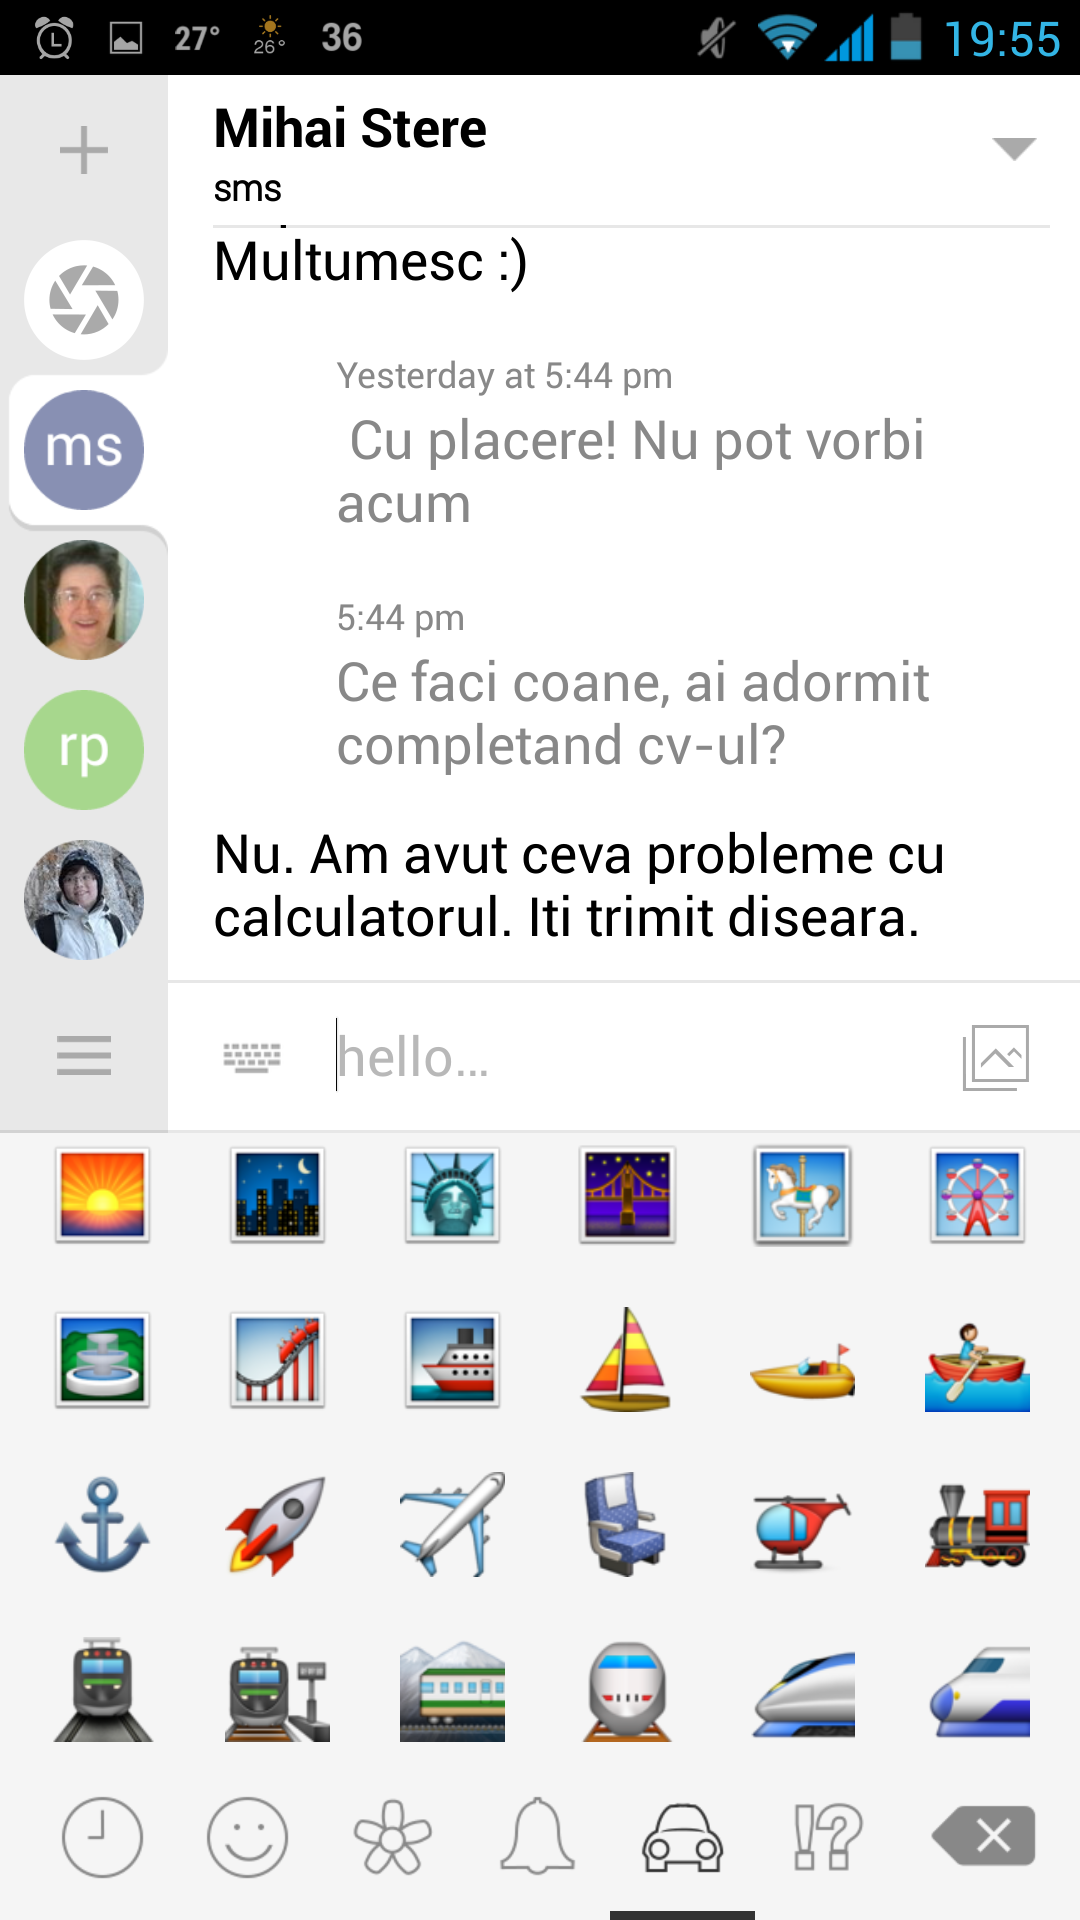 27° 26° 36 19:55
Mihai Stere
sms
Multumesc :)
Yesterday at 5:44 pm
Cu placere! Nu pot vorbi
acum
ms
5:44 pm
Ce faci coane, ai adormit
completand cv-ul?
rp
Nu. Am avut ceva probleme cu
calculatorul. Iti trimit diseara.
hello...
!?